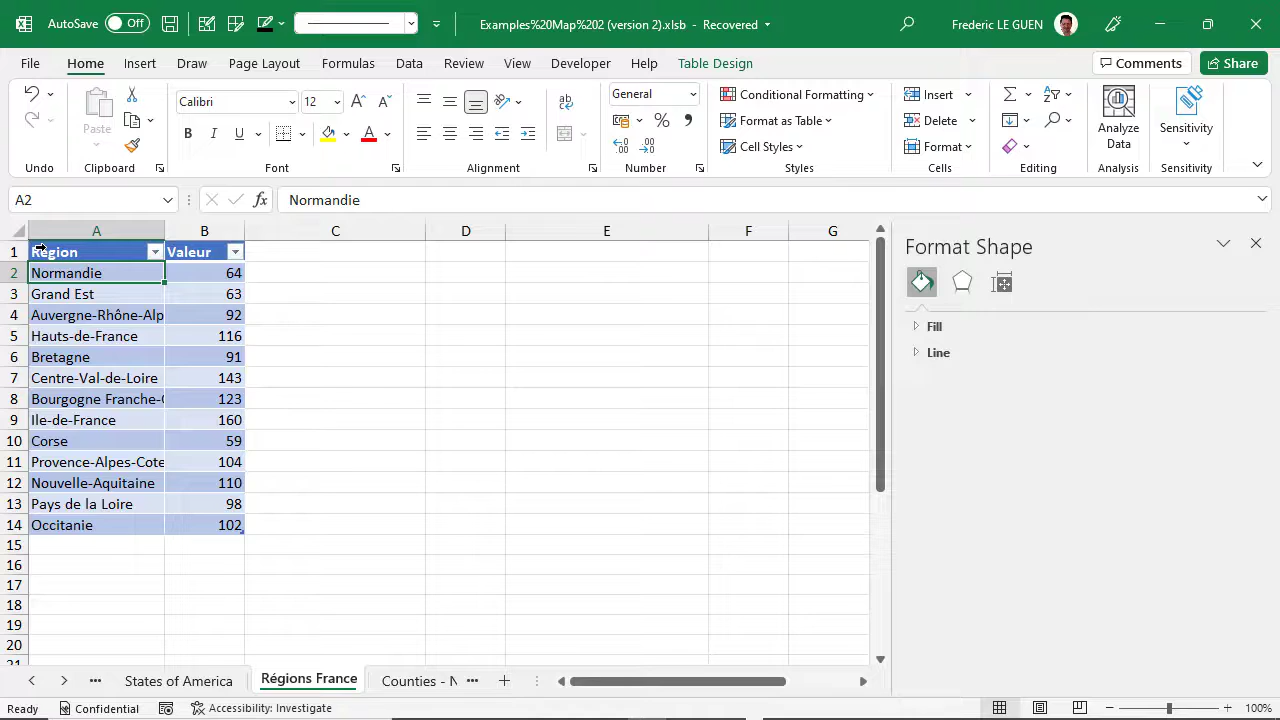 AutoSave Off Examples%20Map%202 (version 2).xlsb - Recovered Frederic LE GUEN
File Home Insert Draw Page Layout Formulas Data Review View Developer Help Table Design Comments Share
Calibri 12 General Conditional Formatting Insert
Paste Format as Table Delete Analyze Data Sensitivity
Cell Styles Format
Undo Clipboard Font Alignment Number Styles Cells Editing Analysis Sensitivity
A2 fx Normandie
A B C D E F G
1 Région Valeur
2 Normandie 64
3 Grand Est 63
4 Auvergne-Rhône-Alp 92
5 Hauts-de-France 116
6 Bretagne 91
7 Centre-Val-de-Loire 143
8 Bourgogne Franche-C 123
9 Ile-de-France 160
10 Corse 59
11 Provence-Alpes-Cote 104
12 Nouvelle-Aquitaine 110
13 Pays de la Loire 98
14 Occitanie 102
15
16
17
18
19
20
21
Format Shape
Fill
Line
States of America Régions France Counties - N
Ready Confidential Accessibility: Investigate 100%